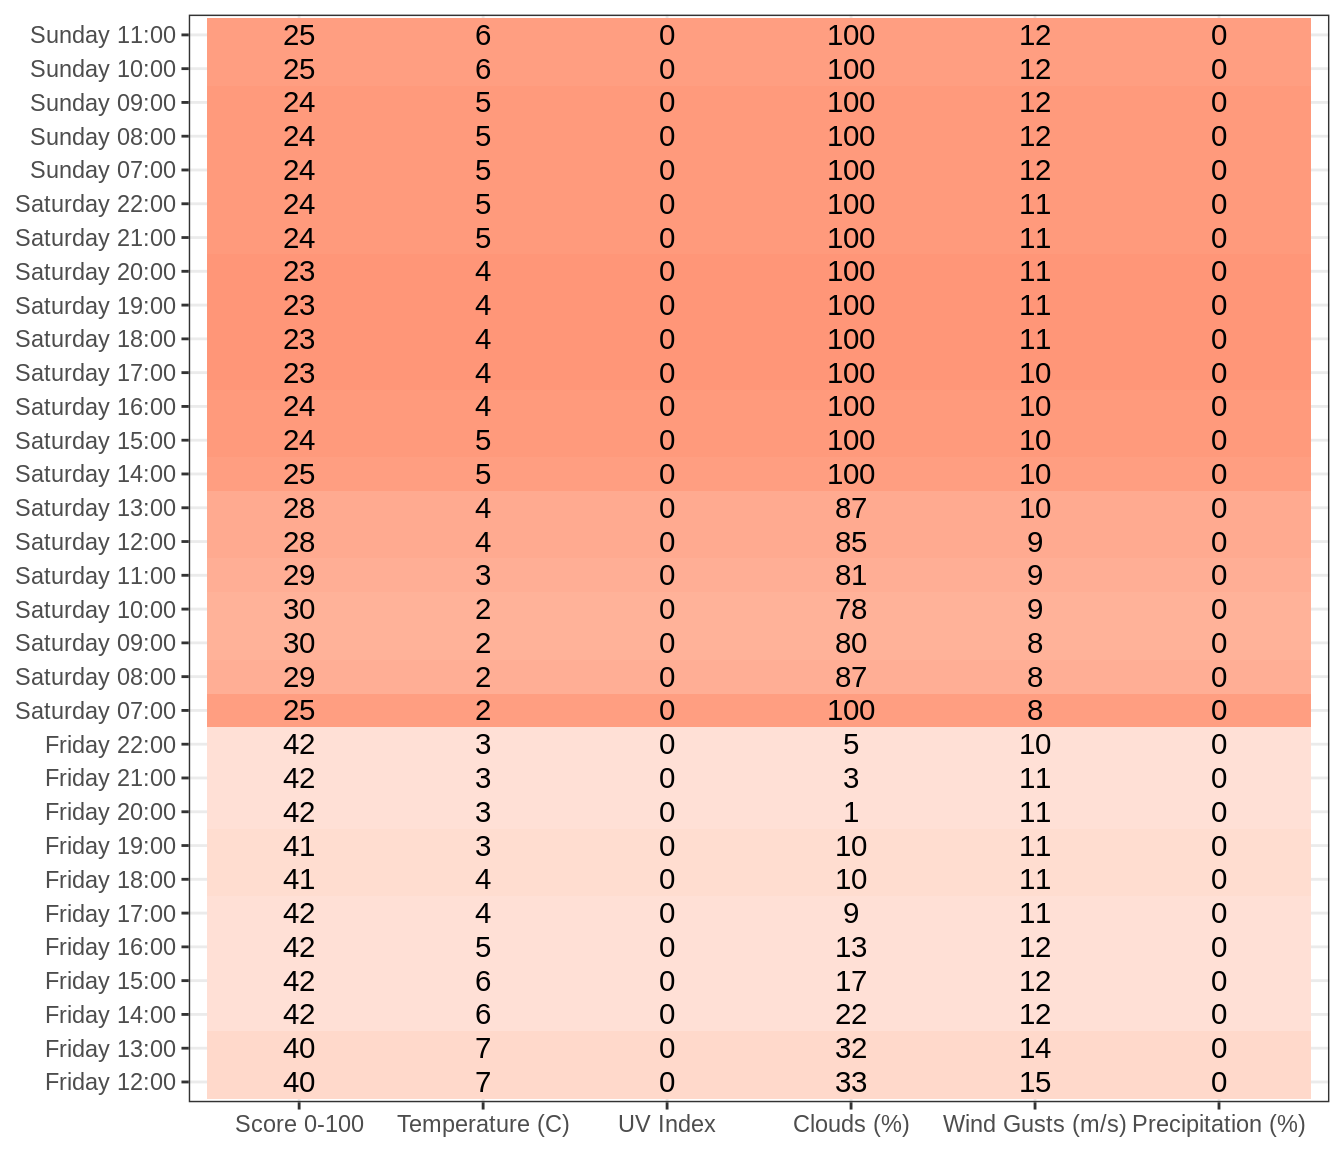 Sunday 11:00 25 6 0 100 12 0
Sunday 10:00 25 6 0 100 12 0
Sunday 09:00 24 5 0 100 12 0
Sunday 08:00 24 5 0 100 12 0
Sunday 07:00 24 5 0 100 12 0
Saturday 22:00 24 5 0 100 11 0
Saturday 21:00 24 5 0 100 11 0
Saturday 20:00 23 4 0 100 11 0
Saturday 19:00 23 4 0 100 11 0
Saturday 18:00 23 4 0 100 11 0
Saturday 17:00 23 4 0 100 10 0
Saturday 16:00 24 4 0 100 10 0
Saturday 15:00 24 5 0 100 10 0
Saturday 14:00 25 5 0 100 10 0
Saturday 13:00 28 4 0 87 10 0
Saturday 12:00 28 4 0 85 9 0
Saturday 11:00 29 3 0 81 9 0
Saturday 10:00 30 2 0 78 9 0
Saturday 09:00 30 2 0 80 8 0
Saturday 08:00 29 2 0 87 8 0
Saturday 07:00 25 2 0 100 8 0
Friday 22:00 42 3 0 5 10 0
Friday 21:00 42 3 0 3 11 0
Friday 20:00 42 3 0 1 11 0
Friday 19:00 41 3 0 10 11 0
Friday 18:00 41 4 0 10 11 0
Friday 17:00 42 4 0 9 11 0
Friday 16:00 42 5 0 13 12 0
Friday 15:00 42 6 0 17 12 0
Friday 14:00 42 6 0 22 12 0
Friday 13:00 40 7 0 32 14 0
Friday 12:00 40 7 0 33 15 0
Score 0-100 Temperature (C) UV Index Clouds (%) Wind Gusts (m/s) Precipitation (%)